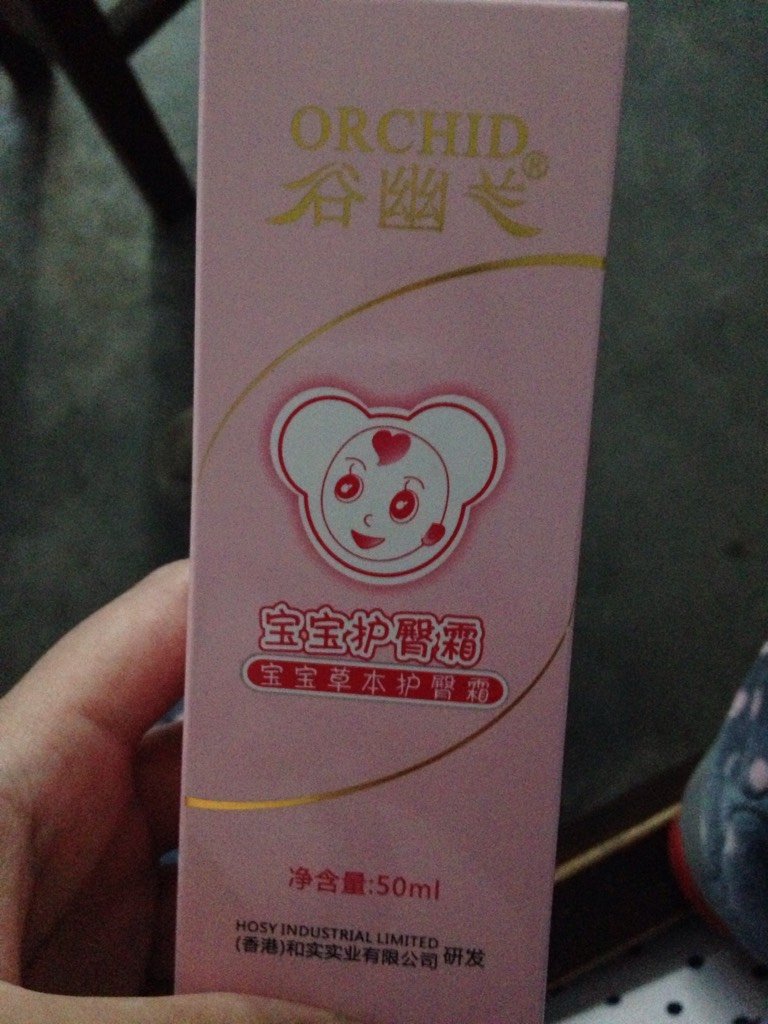 ORCHID
谷幽兰®
宝宝护臀霜
宝宝草本护臀霜
净含量:50ml
HOSY INDUSTRIAL LIMITED
(香港)和实实业有限公司 研发